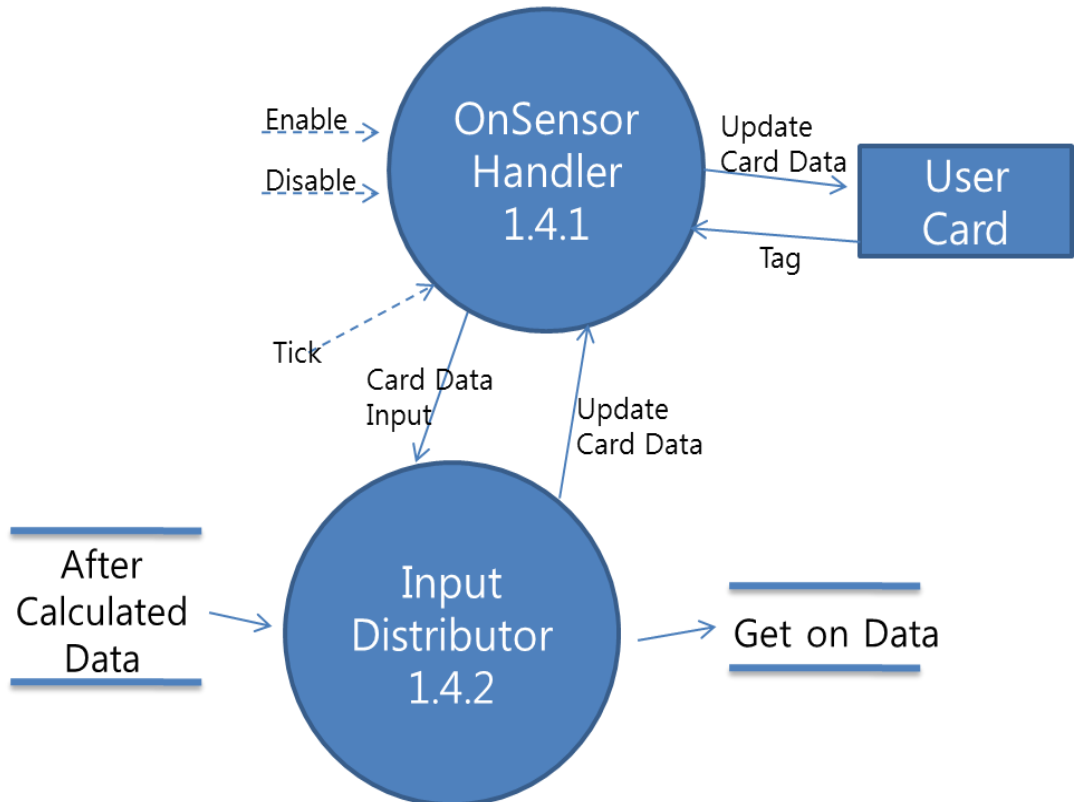 Enable
Disable
OnSensor
Handler
1.4.1
Update
Card Data
User
Card
Tag
Tick
Card Data
Input
Update
Card Data
After
Calculated
Data
Input
Distributor
1.4.2
Get on Data